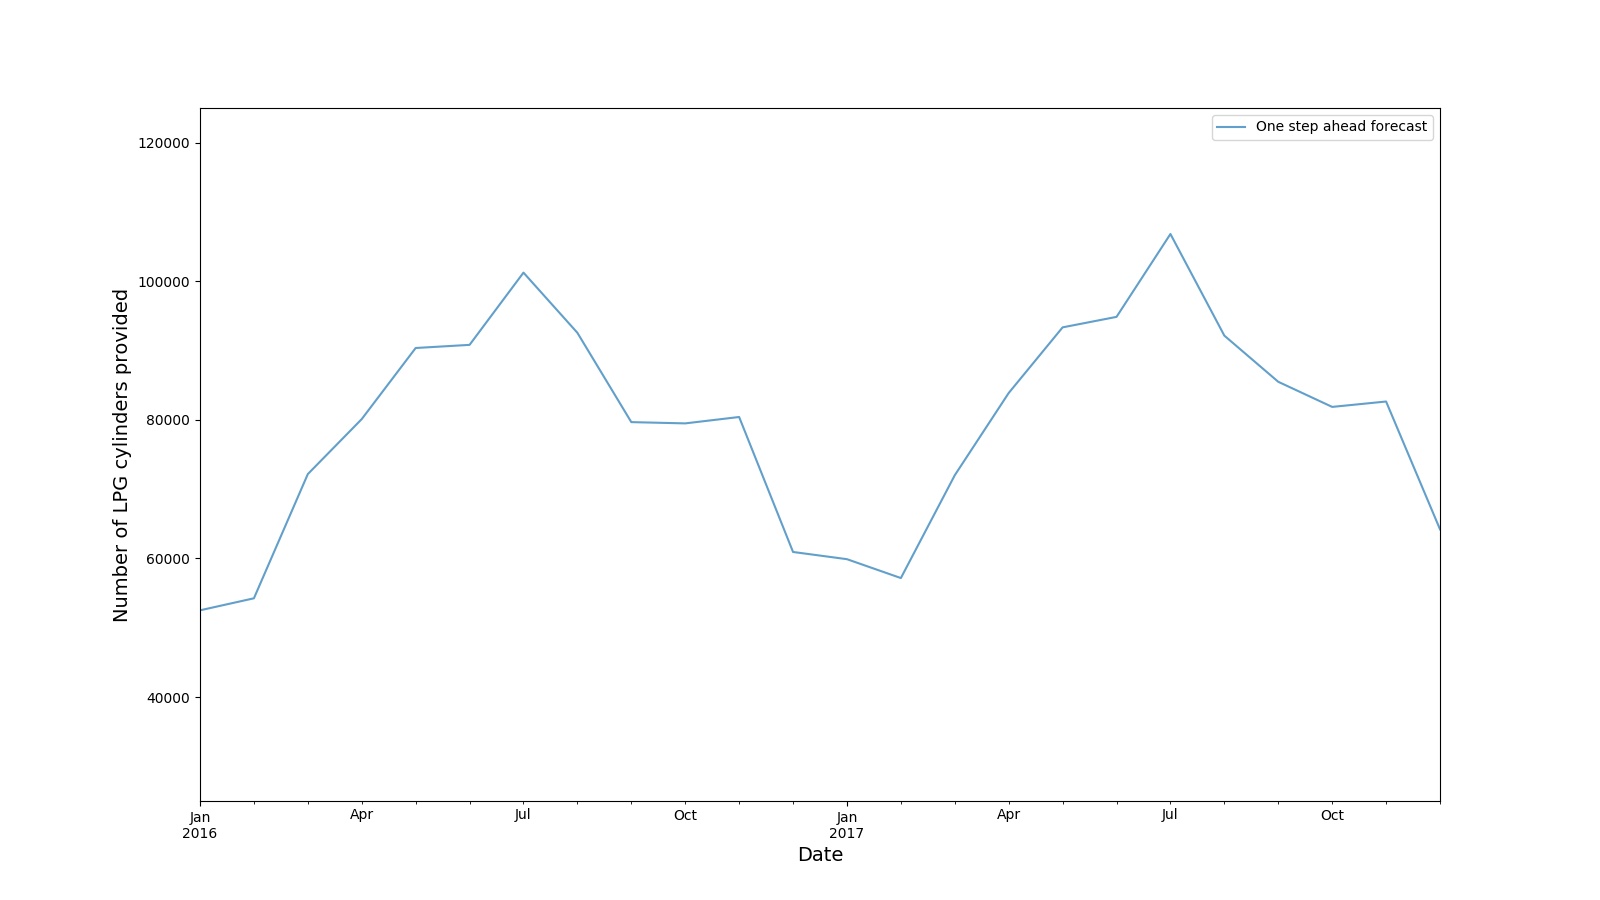 One step ahead forecast
120000
100000
80000
60000
40000
Number of LPG cylinders provided
Jan
2016
Apr
Jul
Oct
Jan
2017
Apr
Jul
Oct
Date